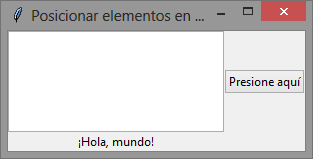 Posicionar elementos en ...
Presione aquí
¡Hola, mundo!